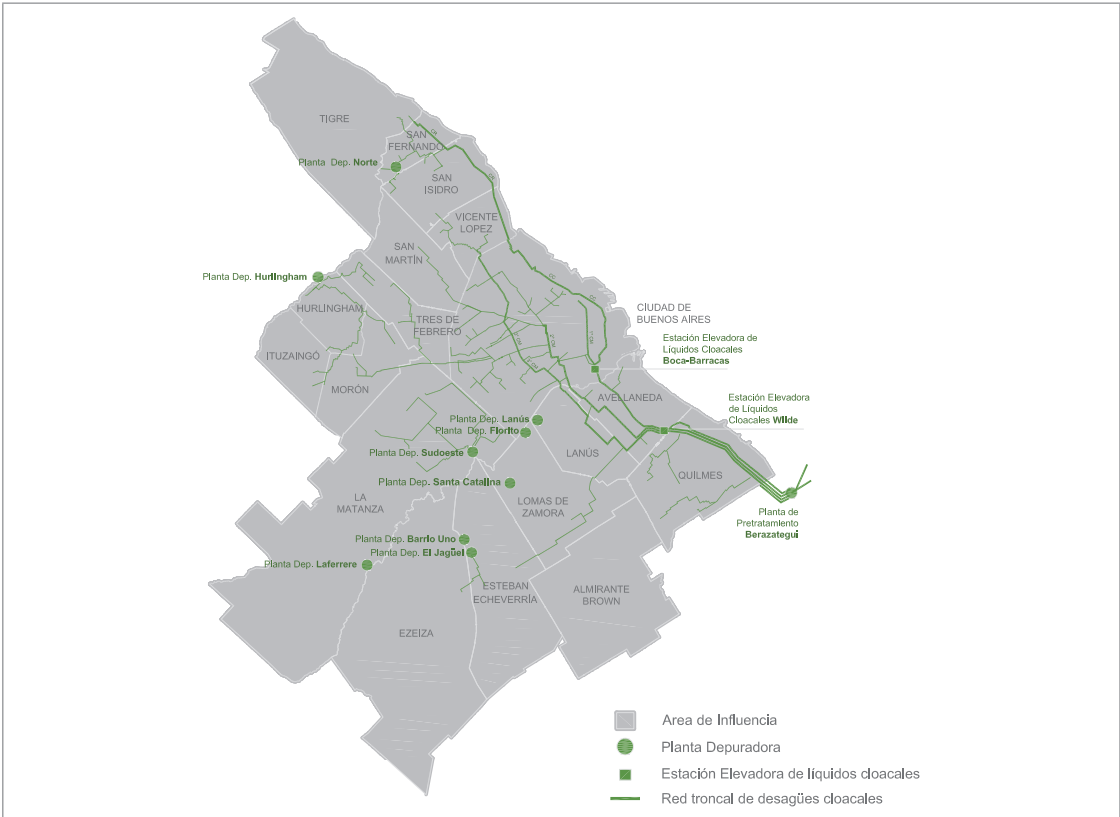 TIGRE
SAN
FERNANDO
Planta Dep. Norte
SAN
ISIDRO
VICENTE
LOPEZ
SAN
MARTÍN
Planta Dep. Hurlingham
HURLINGHAM
TRES DE
FEBRERO
CIUDAD DE
BUENOS AÍRES
Estación Elevadora de
Líquidos Cloacales
Boca-Barracas
ITUZAINGÓ
MORÓN
AVELLANEDA
Estación Elevadora
de Líquidos
Cloacales Wilde
Planta Dep. Lanús
Planta Dep. Fiorito
Planta Dep. Sudoeste
LANÚS
QUILMES
Planta Dep. Santa Catalina
LA
MATANZA
LOMAS DE
ZAMORA
Planta de
Pretratamiento
Berazategui
Planta Dep. Barrio Uno
Planta Dep. El Jagüel
Planta Dep. Laferrere
ESTEBAN
ECHEVERRÍA
ALMIRANTE
BROWN
EZEIZA
Area de Influencia
Planta Depuradora
Estación Elevadora de líquidos cloacales
Red troncal de desagües cloacales